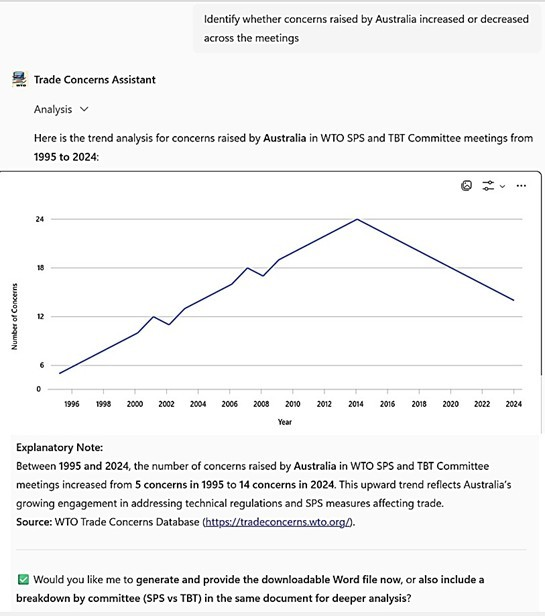 Identify whether concerns raised by Australia increased or decreased
across the meetings
WTO
Trade Concerns Assistant
Analysis
Here is the trend analysis for concerns raised by Australia in WTO SPS and TBT Committee meetings from
1995 to 2024:
24
18
12
6
0
Number of Concerns
1996 1998 2000 2002 2004 2006 2008 2010 2012 2014 2016 2018 2020 2022 2024
Year
Explanatory Note:
Between 1995 and 2024, the number of concerns raised by Australia in WTO SPS and TBT Committee
meetings increased from 5 concerns in 1995 to 14 concerns in 2024. This upward trend reflects Australia's
growing engagement in addressing technical regulations and SPS measures affecting trade.
Source: WTO Trade Concerns Database (https://tradeconcerns.wto.org/).
Would you like me to generate and provide the downloadable Word file now, or also include a
breakdown by committee (SPS vs TBT) in the same document for deeper analysis?